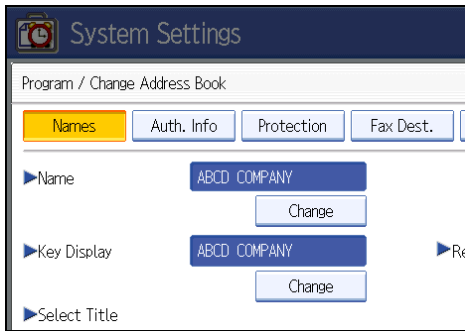 System Settings
Program / Change Address Book
Names Auth. Info Protection Fax Dest.
▶Name ABCD COMPANY
Change
▶Key Display ABCD COMPANY ▶Re
Change
▶Select Title